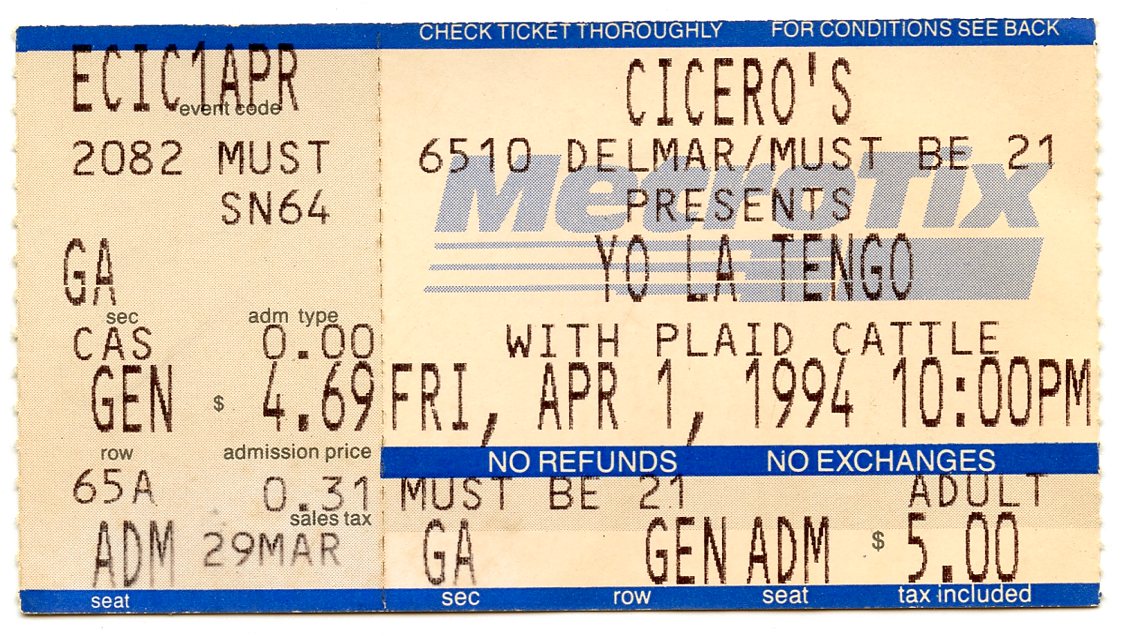 CHECK TICKET THOROUGHLY FOR CONDITIONS SEE BACK
ECIC1APR
event code
2082 MUST
SN64
GA
sec adm type
CAS 0.00
GEN $ 4.69
row admission price
65A 0.31
sales tax
ADM 29MAR
seat
CICERO'S
6510 DELMAR/MUST BE 21
MetroTix
PRESENTS
YO LA TENGO
WITH PLAID CATTLE
FRI, APR 1, 1994 10:00PM
NO REFUNDS NO EXCHANGES
MUST BE 21 ADULT
GA GEN ADM $ 5.00
sec row seat tax included